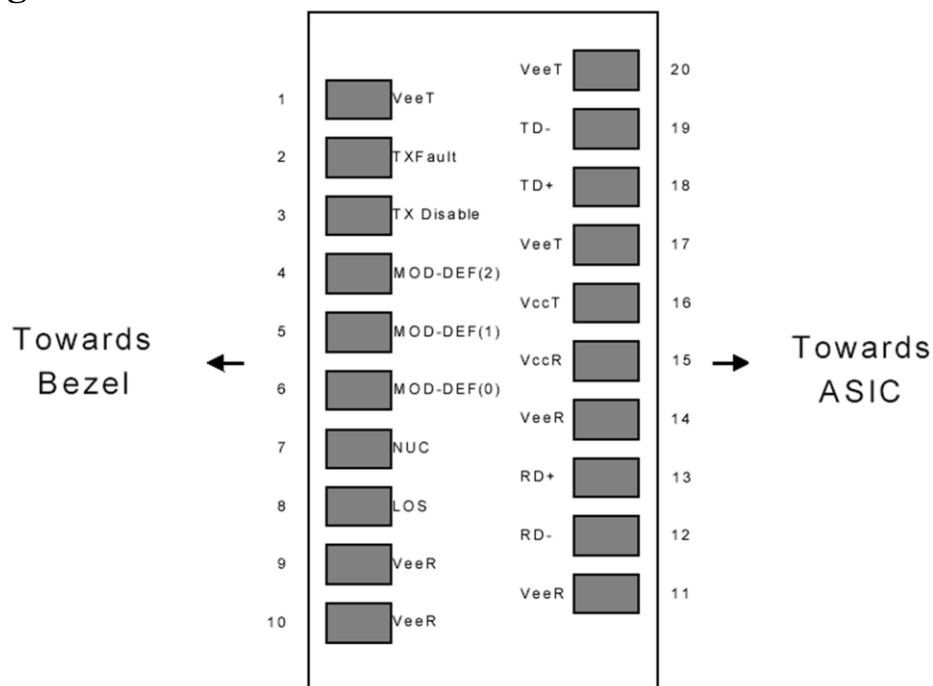 1 VeeT
2 TXFault
3 TX Disable
4 MOD-DEF(2)
5 MOD-DEF(1)
6 MOD-DEF(0)
7 NUC
8 LOS
9 VeeR
10 VeeR
VeeT 20
TD- 19
TD+ 18
VeeT 17
VccT 16
VccR 15
VeeR 14
RD+ 13
RD- 12
VeeR 11
Towards
Bezel
Towards
ASIC